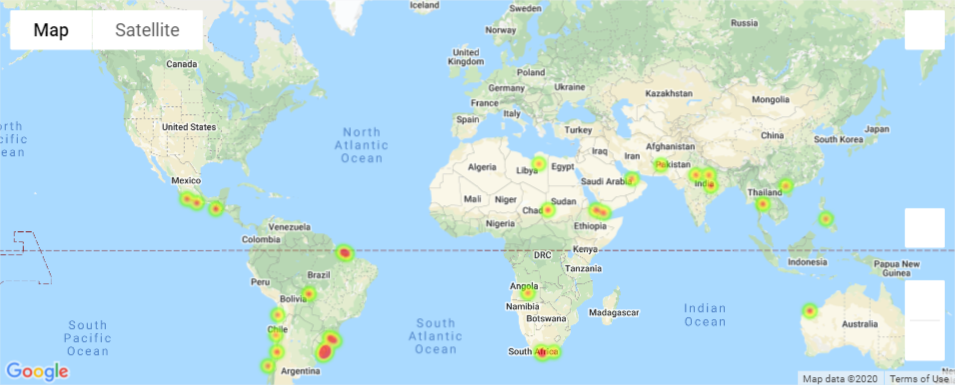 Map
Satellite
Iceland
Sweden
Norway
Russia
Canada
United
Kingdom
Poland
Germany
Ukraine
France
Kazakhstan
Mongolia
Italy
Spain
Turkey
United States
orth
cific
ean
North
Atlantic
Ocean
China
Japan
South Korea
Afghanistan
Iraq
Iran
Pakistan
Algeria
Libya
Egypt
Saudi Arabia
India
Mexico
Mali
Niger
Chad
Sudan
Thailand
Nigeria
Ethiopia
Venezuela
Colombia
DRC
Kenya
Indonesia
Papua New
Guinea
Tanzania
Brazil
Peru
Angola
Bolivia
Namibia
Botswana
Madagascar
Indian
Ocean
South
Pacific
Ocean
Chile
South
Atlantic
Ocean
Australia
South Africa
Argentina
Google
Map data ©2020
Terms of Use